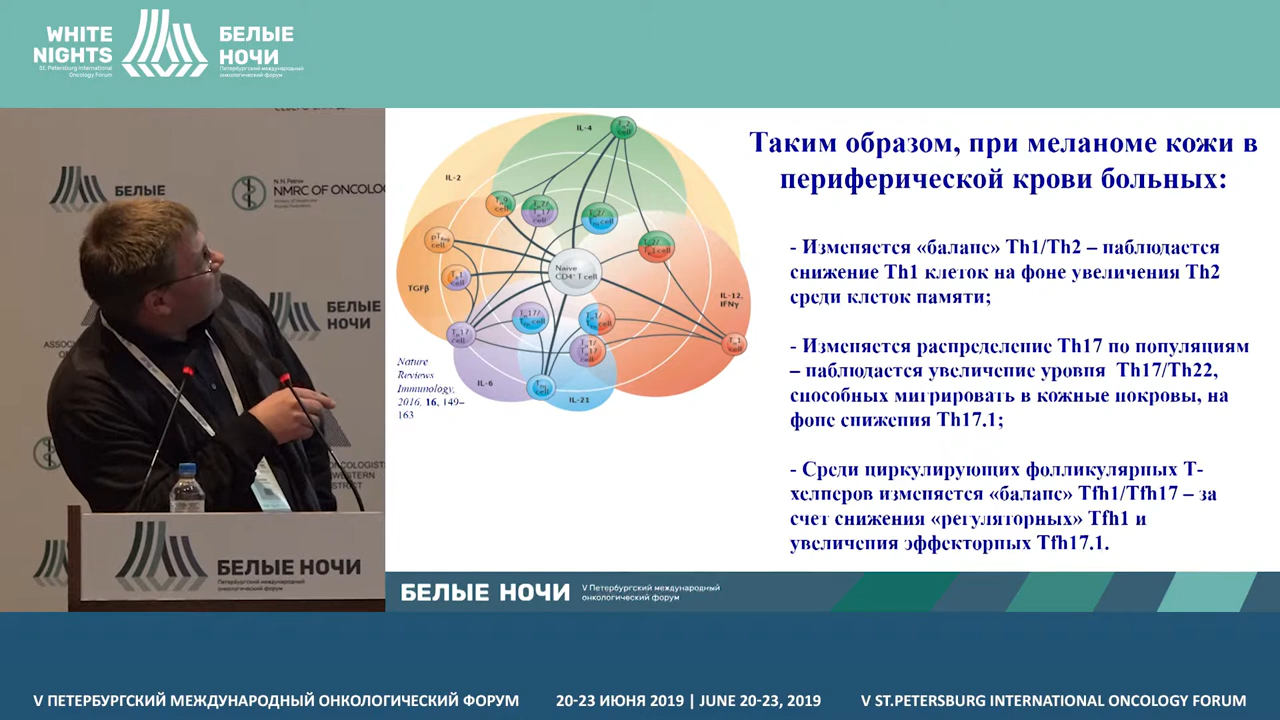 WHITE
NIGHTS
St. Petersburg International
Oncology Forum
БЕЛЫЕ
НОЧИ
Петербургский международный
онкологический форум
БЕЛЫЕ
N.N. Petrov
NMRC OF ONCOLO
БЕЛЫЕ
НОЧИ
БЕЛЫЕ НОЧИ
Петербургский международный
онкологический форум
Таким образом, при меланоме кожи в
периферической крови больных:
- Изменяется «баланс» Th1/Th2 – наблюдается
снижение Th1 клеток на фоне увеличения Th2
среди клеток памяти;
- Изменяется распределение Th17 по популяциям
– наблюдается увеличение уровня Th17/Th22,
способных мигрировать в кожные покровы, на
фоне снижения Th17.1;
- Среди циркулирующих фолликулярных Т-
хелперов изменяется «баланс» Tfh1/Tfh17 – за
счет снижения «регуляторных» Tfh1 и
увеличения эффекторных Tfh17.1.
IL-4
IL-2
TGFβ
IL-12,
IFNγ
IL-6
IL-21
Naive
CD4⁺ T cell
Nature
Reviews
Immunology,
2016, 16, 149–
163
БЕЛЫЕ НОЧИ
V Петербургский международный
онкологический форум
V ПЕТЕРБУРГСКИЙ МЕЖДУНАРОДНЫЙ ОНКОЛОГИЧЕСКИЙ ФОРУМ
20-23 ИЮНЯ 2019 | JUNE 20-23, 2019
V ST.PETERSBURG INTERNATIONAL ONCOLOGY FORUM